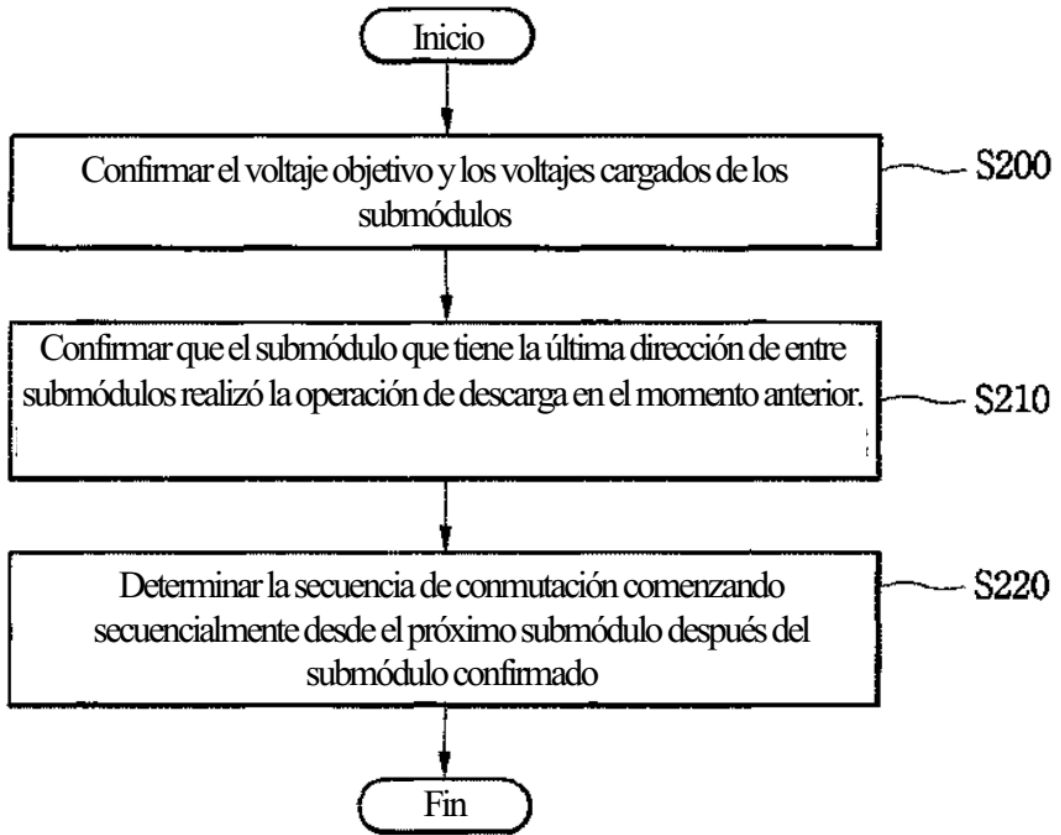 Inicio
Confirmar el voltaje objetivo y los voltajes cargados de los
submódulos
S200
Confirmar que el submódulo que tiene la última dirección de entre
submódulos realizó la operación de descarga en el momento anterior.
S210
Determinar la secuencia de conmutación comenzando
secuencialmente desde el próximo submódulo después del
submódulo confirmado
S220
Fin